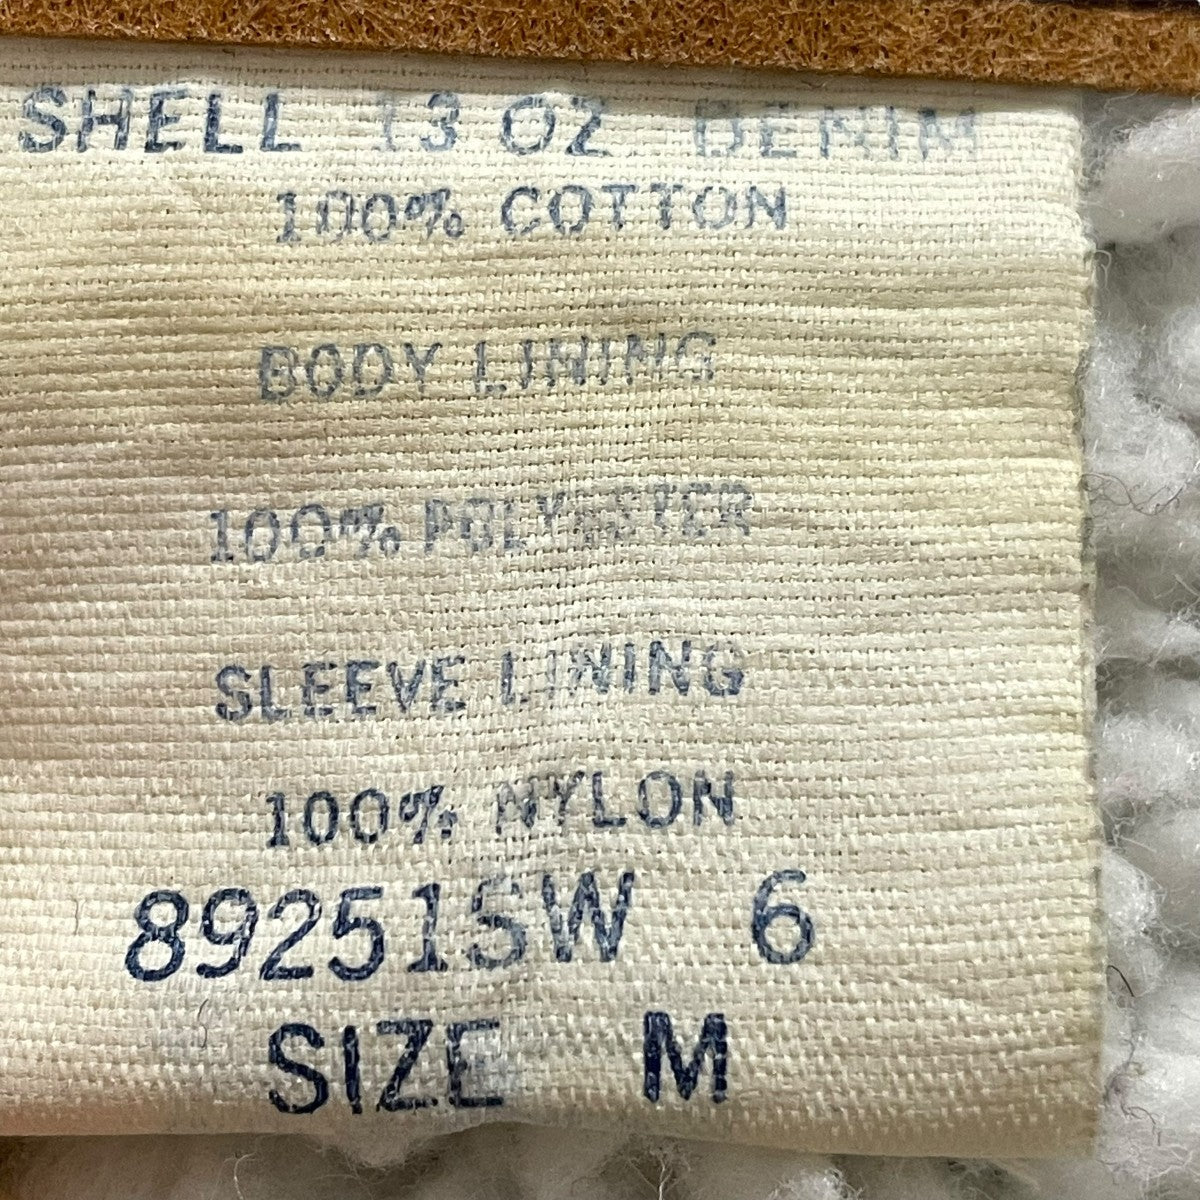 SHELL 13 OZ. DENIM
100% COTTON
BODY LINING
100% POLYESTER
SLEEVE LINING
100% NYLON
89251SW 6
SIZE M